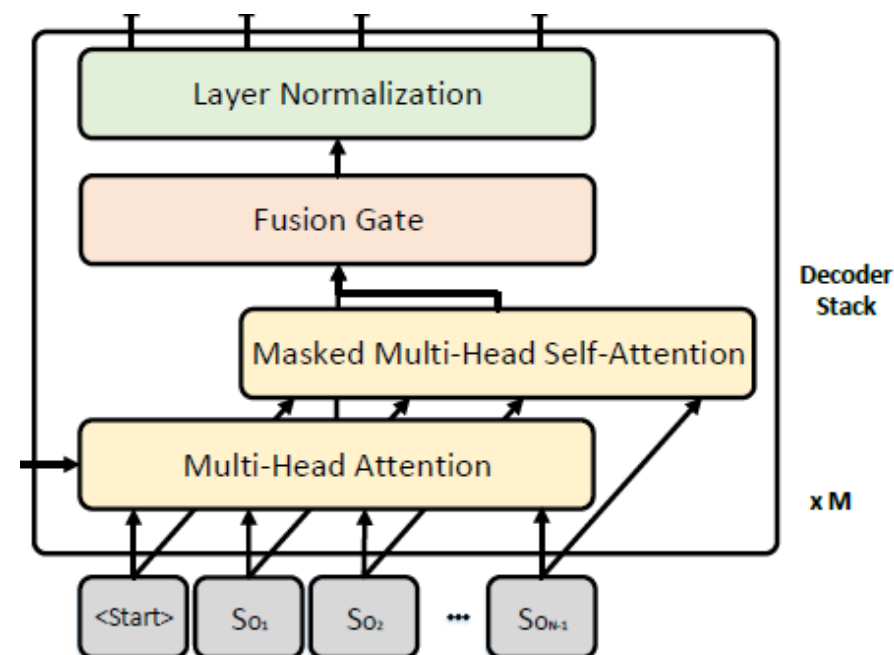 Layer Normalization
Fusion Gate
Decoder
Stack
Masked Multi-Head Self-Attention
Multi-Head Attention
x M
<Start> So₁ So₂ ••• Soₙ₋₁